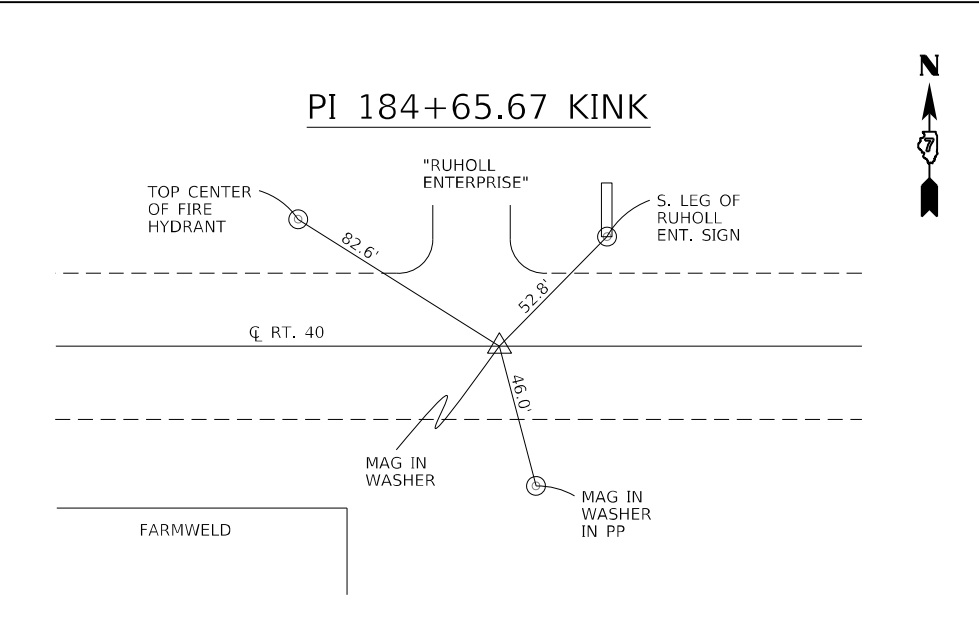 N
7
PI 184+65.67 KINK
"RUHOLL
ENTERPRISE"
TOP CENTER
OF FIRE
HYDRANT
S. LEG OF
RUHOLL
ENT. SIGN
82.6'
52.8'
℄ RT. 40
46.0'
MAG IN
WASHER
MAG IN
WASHER
IN PP
FARMWELD